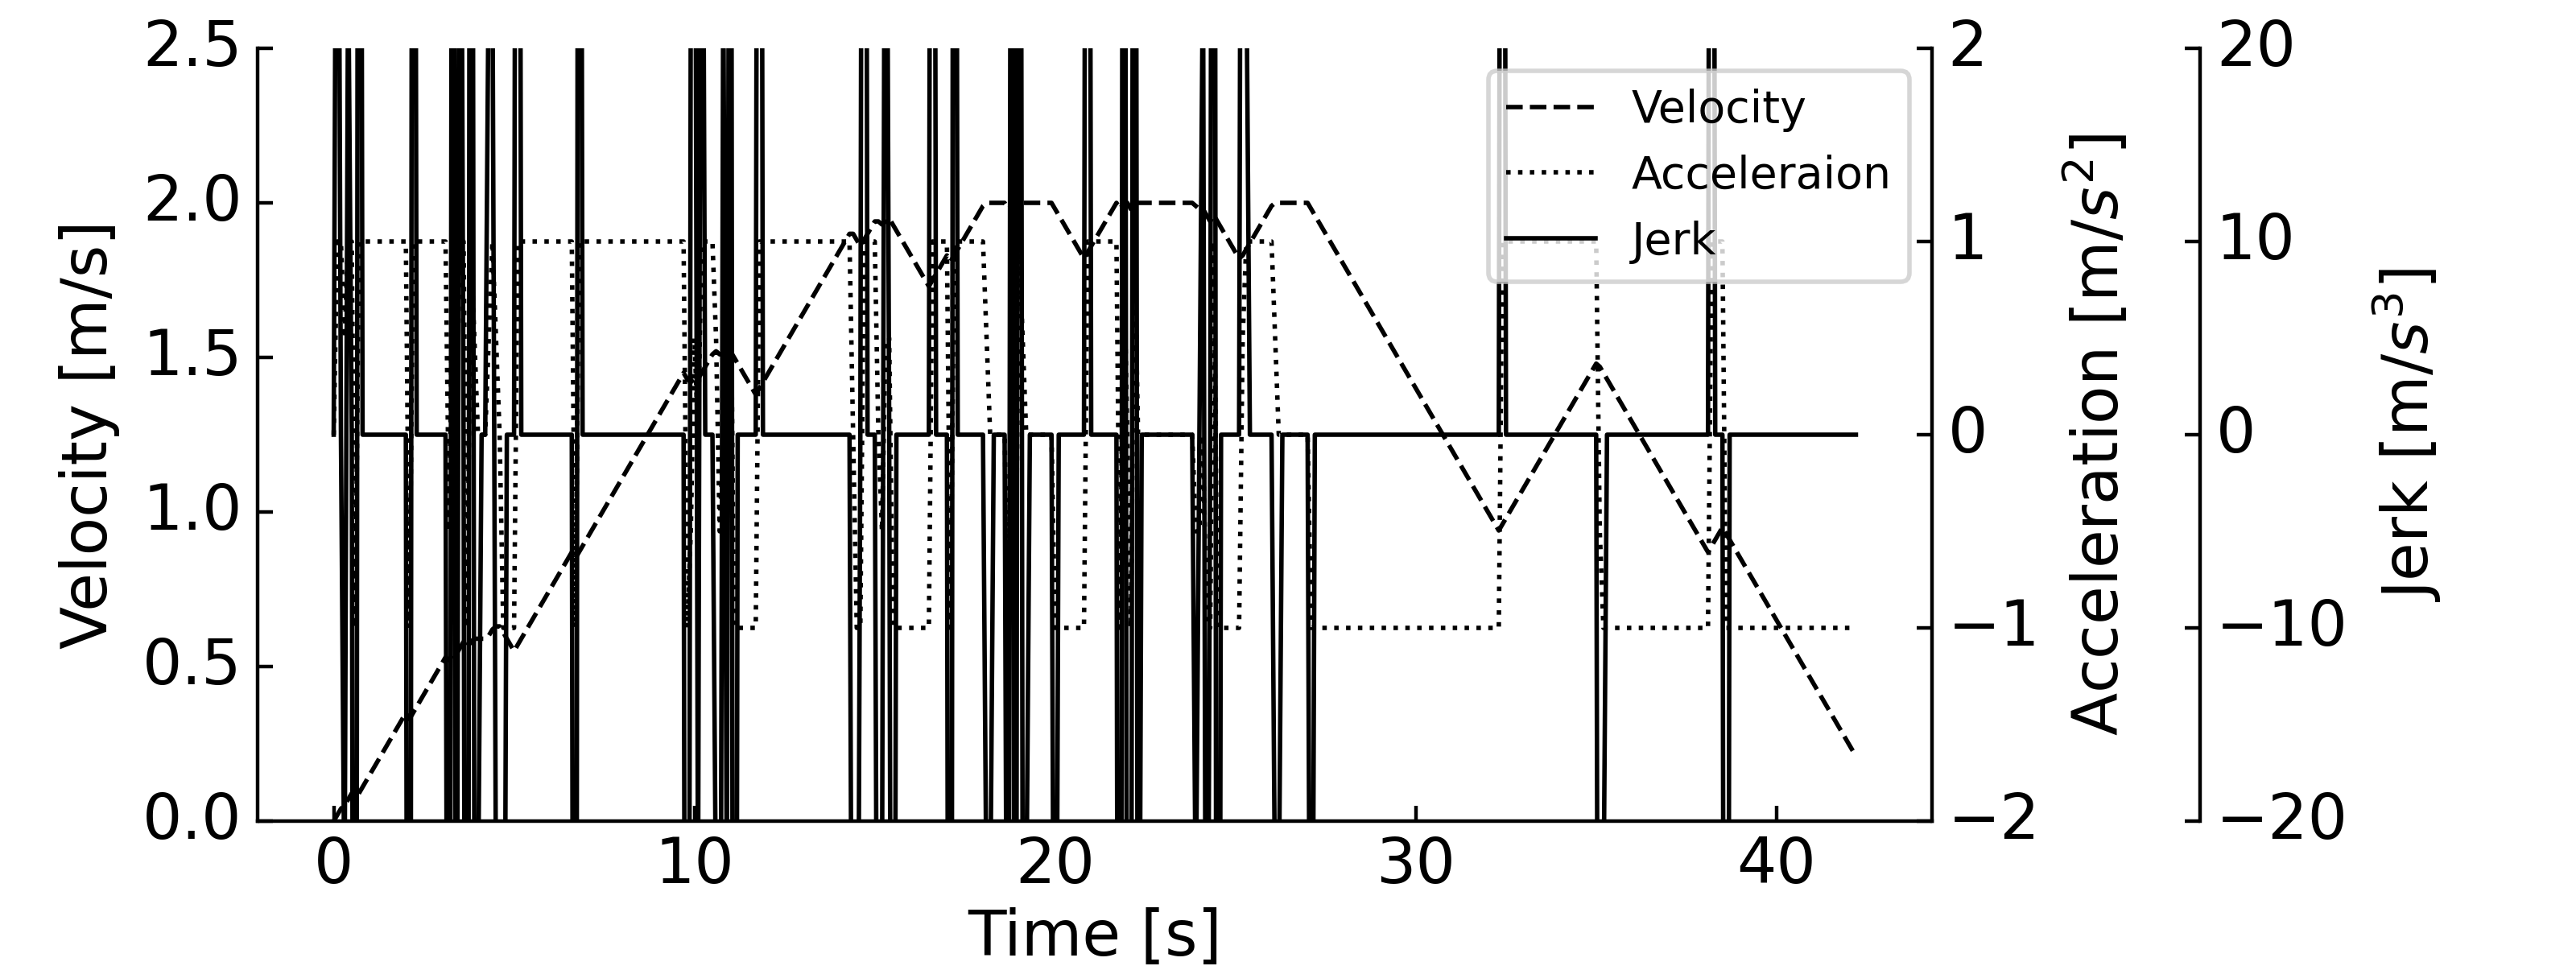 2.5
2.0
1.5
1.0
0.5
0.0
Velocity [m/s]
0 10 20 30 40
Time [s]
Velocity
Acceleraion
Jerk
2
1
0
−1
−2
Acceleration [m/s²]
20
10
0
−10
−20
Jerk [m/s³]